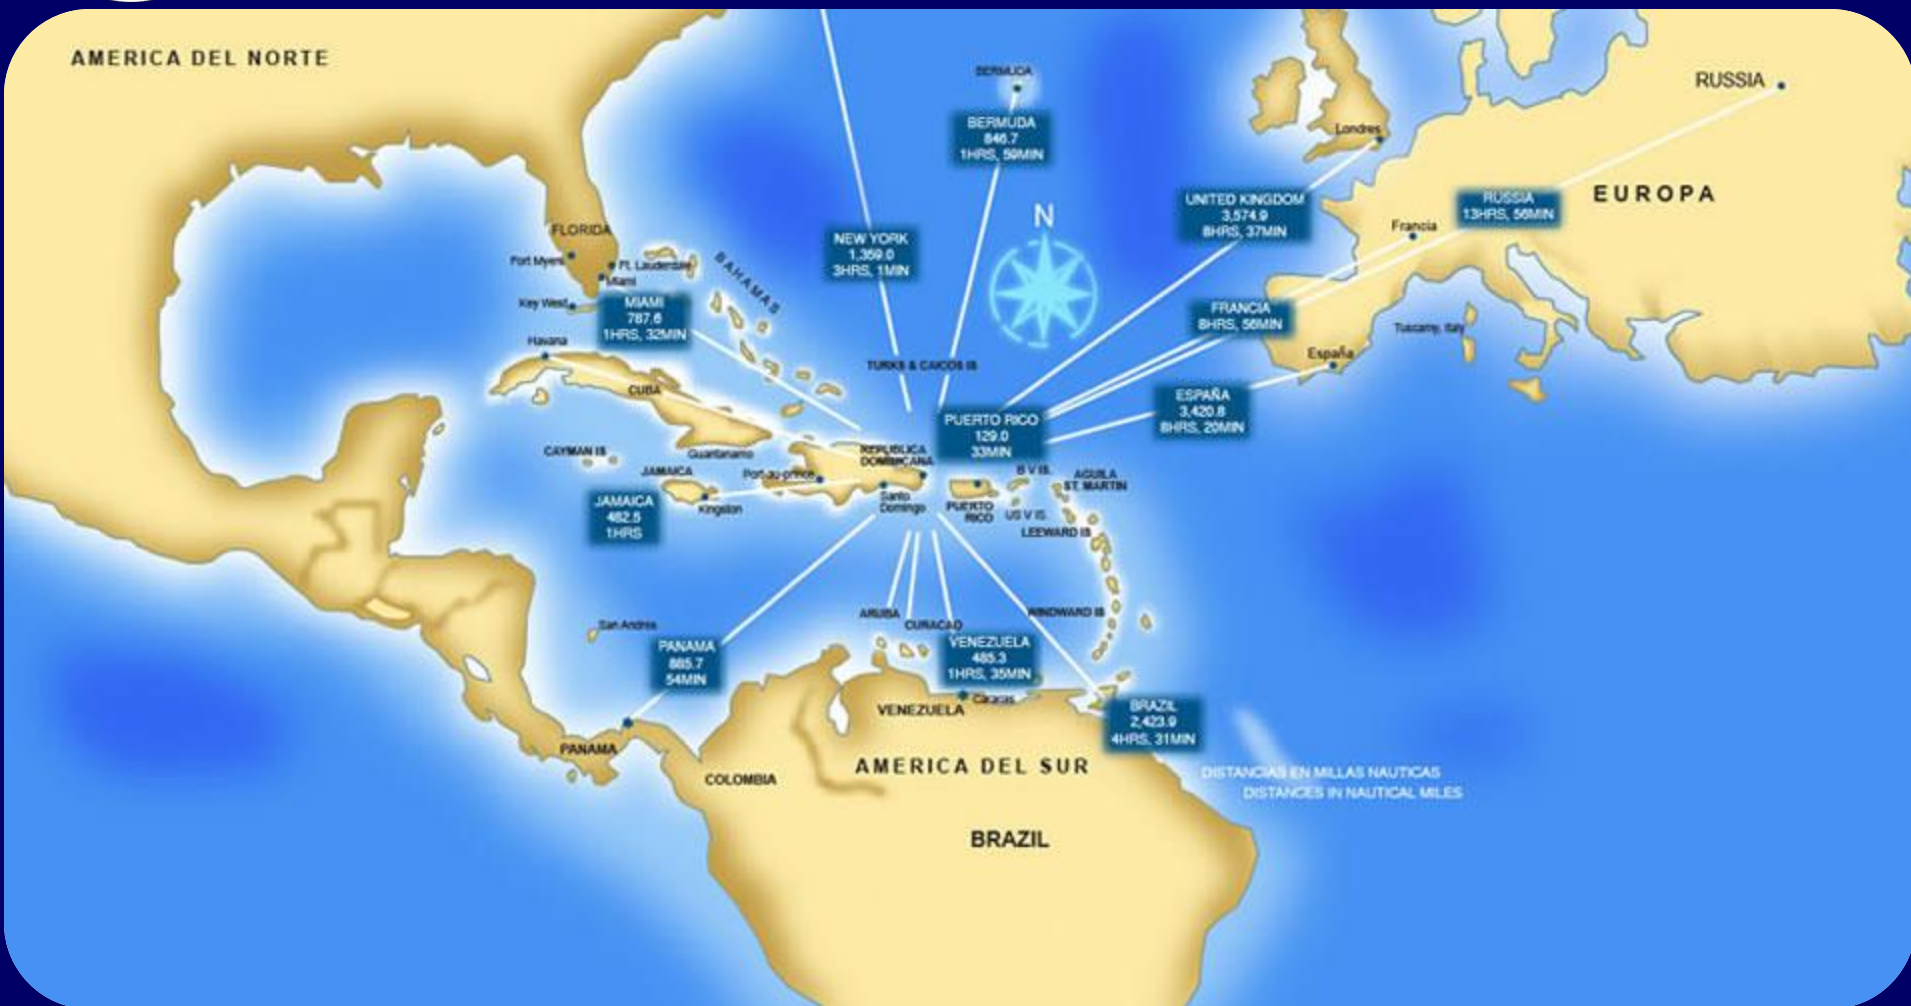 AMERICA DEL NORTE
BERMUDA
RUSSIA
BERMUDA
846.7
1HRS, 59MIN
Londres
UNITED KINGDOM
3,574.9
8HRS, 37MIN
RUSSIA
13HRS, 56MIN
EUROPA
N
Francia
FLORIDA
NEW YORK
1,359.0
3HRS, 1MIN
Port Myers
Ft. Lauderdale
Miami
BAHAMAS
Key West
MIAMI
787.6
1HRS, 32MIN
FRANCIA
8HRS, 56MIN
Tuscamy, Italy
Havana
España
TURKS & CAICOS IS
CUBA
ESPAÑA
3,420.8
8HRS, 20MIN
PUERTO RICO
129.0
33MIN
CAYMAN IS
Guantanamo
REPUBLICA
DOMINICANA
JAMAICA
Port-au-prince
B V IS.
AGUILA
ST. MARTIN
JAMAICA
482.5
1HRS
Kingston
Santo
Domingo
PUERTO
RICO
US V IS.
LEEWARD IS
ARUBA
CURACAO
WINDWARD IS
San Andres
PANAMA
885.7
54MIN
VENEZUELA
485.3
1HRS, 35MIN
Caracas
VENEZUELA
BRAZIL
2,423.9
4HRS, 31MIN
PANAMA
COLOMBIA
AMERICA DEL SUR
DISTANCIAS EN MILLAS NAUTICAS
DISTANCES IN NAUTICAL MILES
BRAZIL